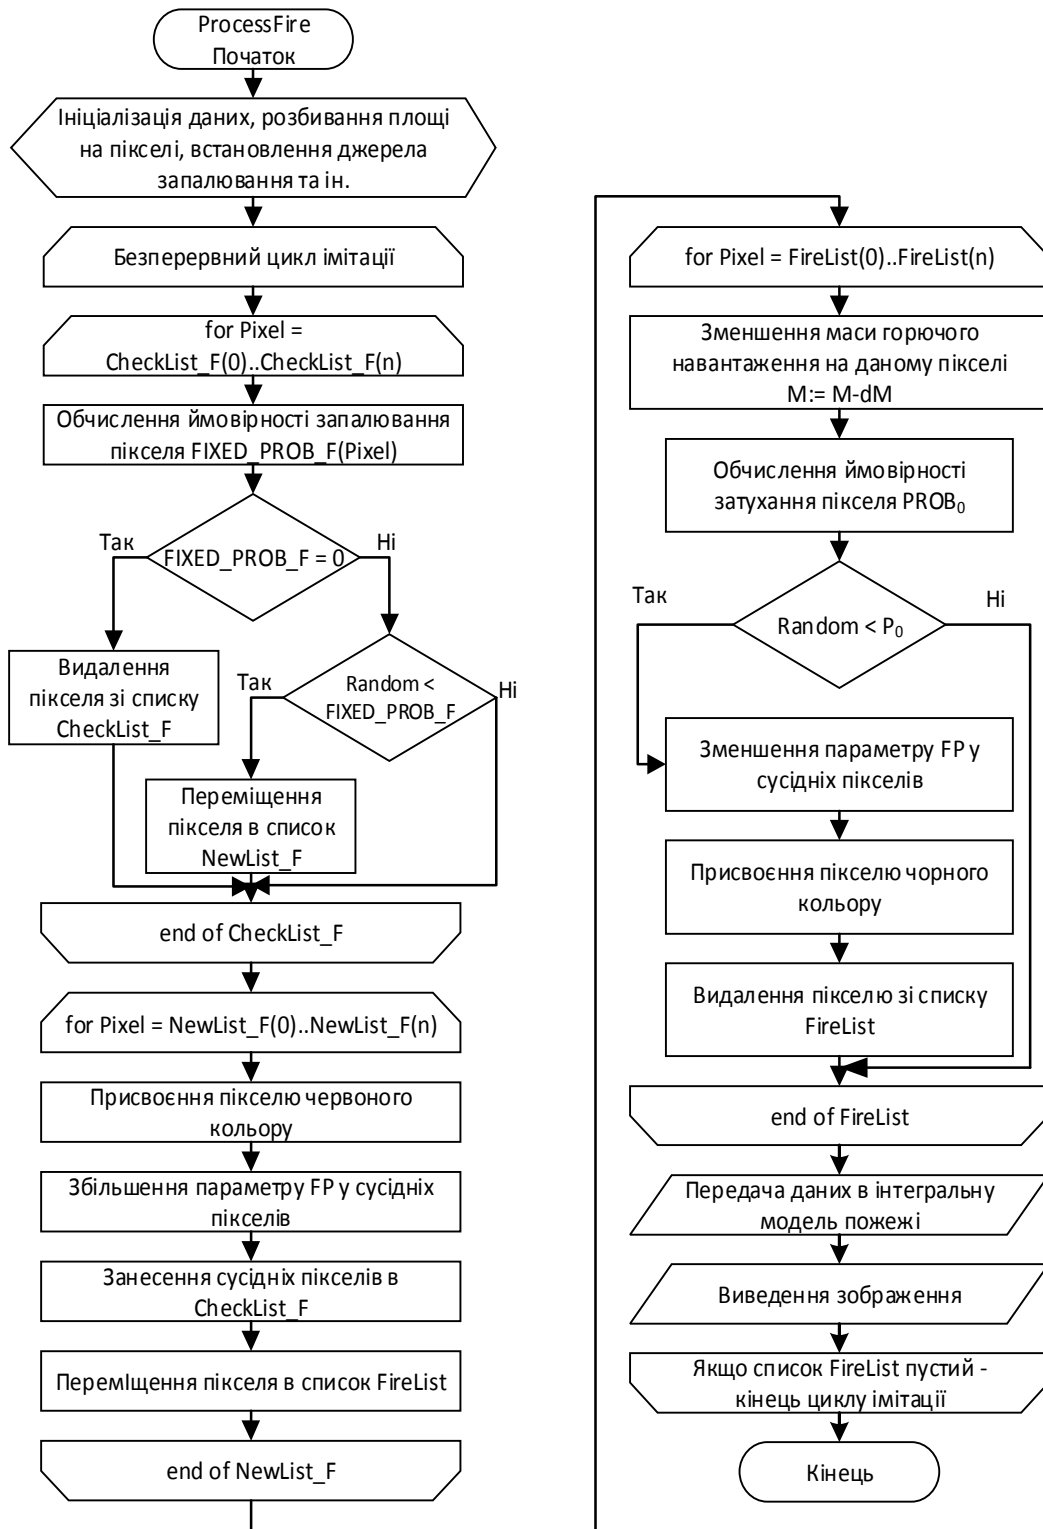 ProcessFire
Початок
Ініціалізація даних, розбивання площі
на пікселі, встановлення джерела
запалювання та ін.
Безперервний цикл імітації
for Pixel =
CheckList_F(0)..CheckList_F(n)
Обчислення ймовірності запалювання
пікселя FIXED_PROB_F(Pixel)
Так
FIXED_PROB_F = 0
Ні
Видалення
пікселя зі списку
CheckList_F
Так
Random <
FIXED_PROB_F
Ні
Переміщення
пікселя в список
NewList_F
end of CheckList_F
for Pixel = NewList_F(0)..NewList_F(n)
Присвоєння пікселю червоного
кольору
Збільшення параметру FP у сусідніх
пікселів
Занесення сусідніх пікселів в
CheckList_F
ПереміІщення пікселя в список FireList
end of NewList_F
for Pixel = FireList(0)..FireList(n)
Зменшення маси горючого
навантаження на даному пікселі
M:= M-dM
Обчислення ймовірності
затухання пікселя PROB₀
Так
Random < P₀
Ні
Зменшення параметру FP у
сусідніх пікселів
Присвоєння пікселю чорного
кольору
Видалення пікселю зі списку
FireList
end of FireList
Передача даних в інтегральну
модель пожежі
Виведення зображення
Якщо список FireList пустий -
кінець циклу імітації
Кінець